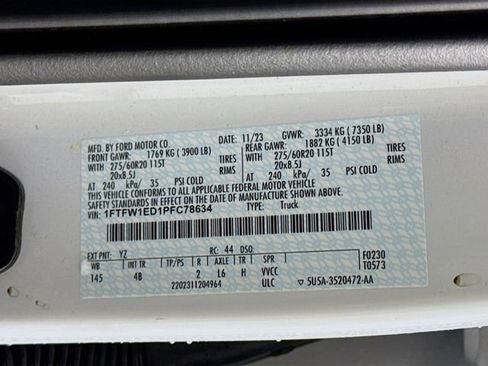 MFD. BY FORD MOTOR CO.
DATE: 11/23 GVWR: 3334 KG ( 7350 LB)
FRONT GAWR: 1769 KG ( 3900 LB) REAR GAWR: 1882 KG ( 4150 LB)
WITH 275/60R20 115T TIRES WITH 275/60R20 115T TIRES
20x8.5J RIMS 20x8.5J RIMS
AT 240 kPa/ 35 PSI COLD AT 240 kPa/ 35 PSI COLD
THIS VEHICLE CONFORMS TO ALL APPLICABLE FEDERAL MOTOR VEHICLE
SAFETY, BUMPER, AND THEFT PREVENTION STANDARDS IN EFFECT ON THE
DATE OF MANUFACTURE SHOWN ABOVE.
VIN: 1FTFW1ED1PFC78634 TYPE: Truck
EXT PNT: YZ RC: 44 DSO: F0230
WB INT TR TP/PS R AXLE TR SPR T0573
145 4B 2 L6 H VVCC
2202311204964 ULC 5U5A-3520472-AA